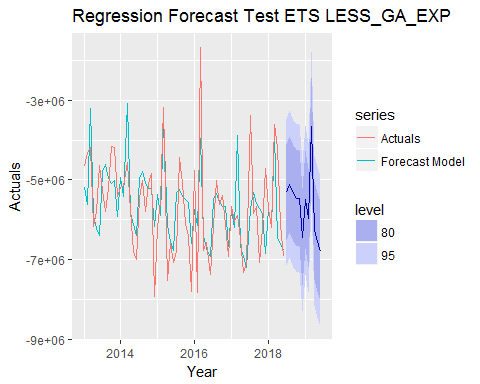 Regression Forecast Test ETS LESS_GA_EXP
-3e+06
-5e+06
-7e+06
-9e+06
Actuals
2014
2016
2018
Year
series
Actuals
Forecast Model
level
80
95